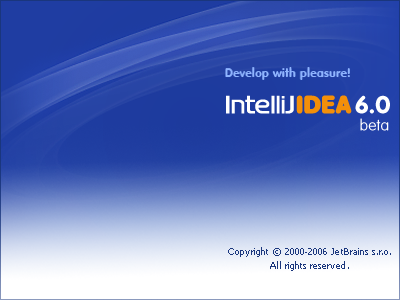 Develop with pleasure!
IntelliJIDEA 6.0
beta
Copyright © 2000-2006 JetBrains s.r.o.
All rights reserved.